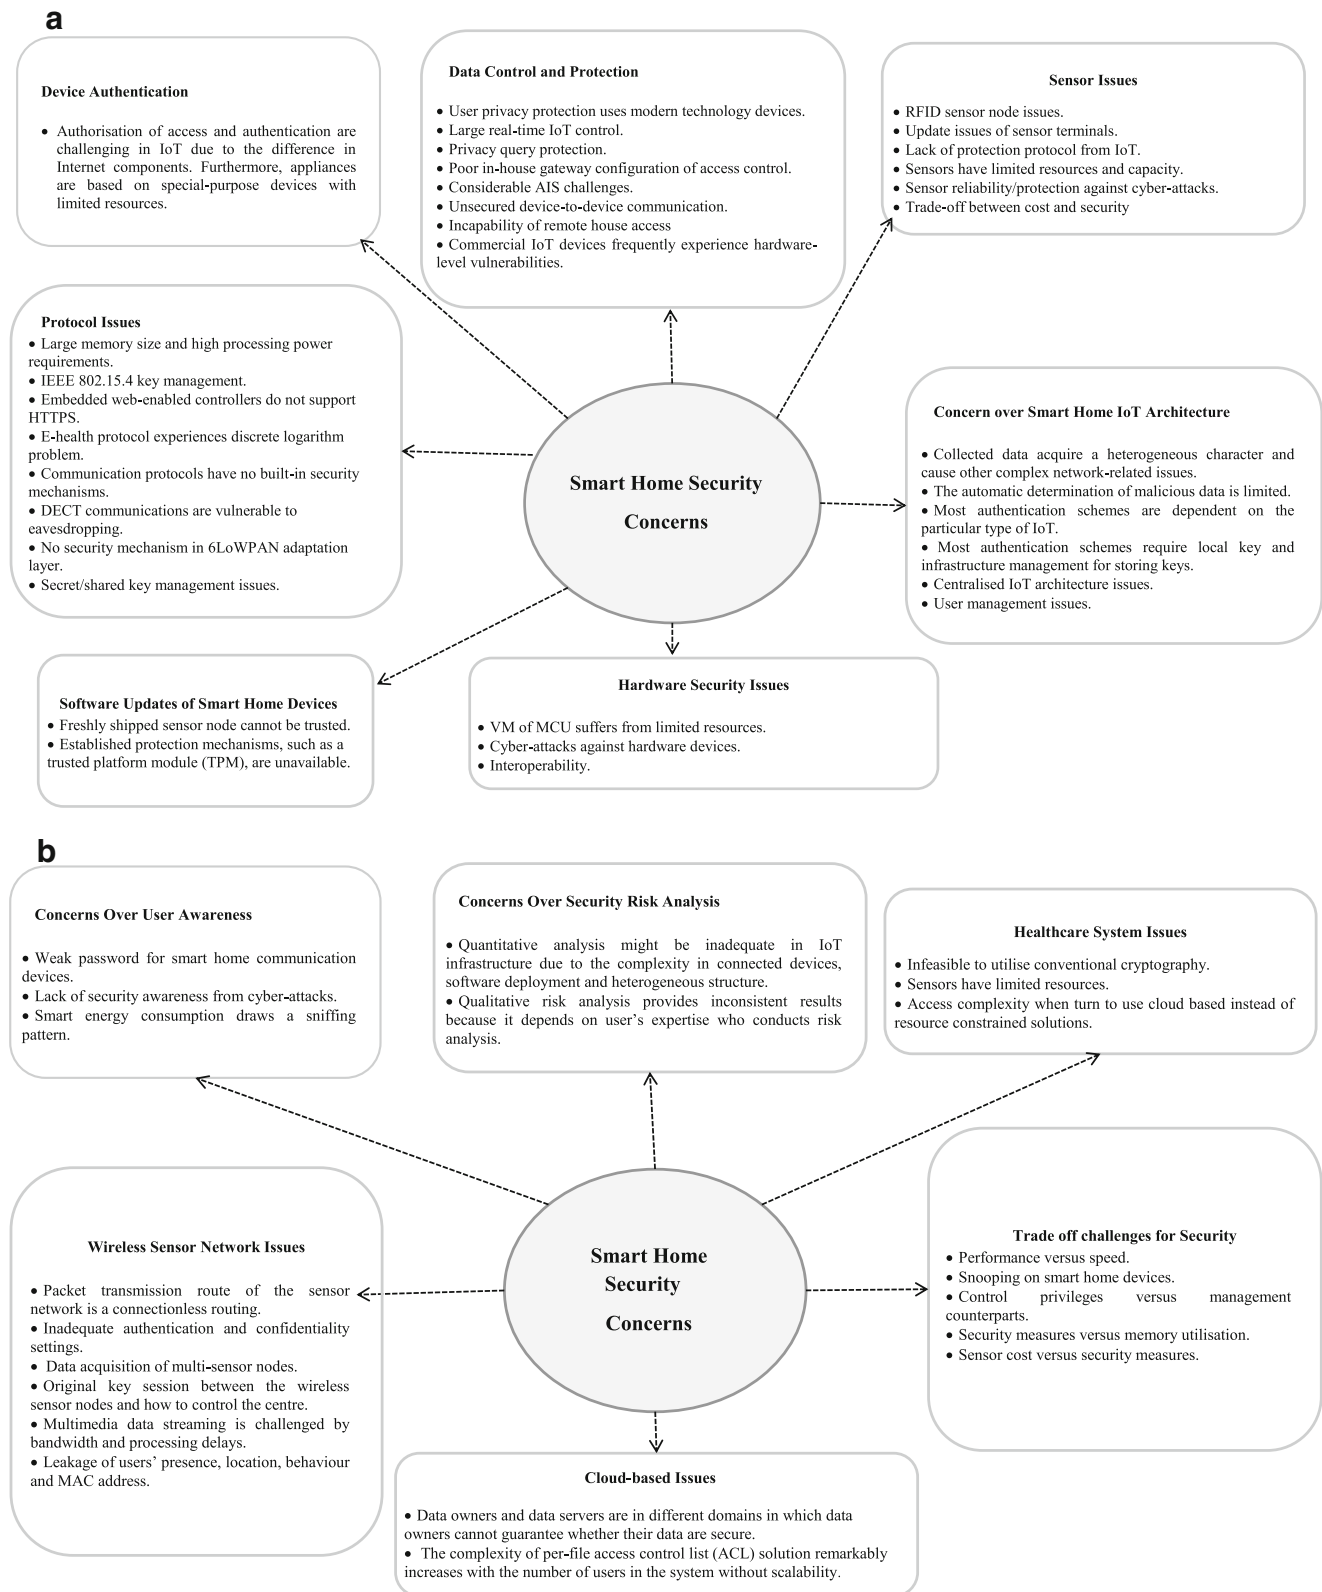 a
Device Authentication
• Authorisation of access and authentication are
challenging in IoT due to the difference in
Internet components. Furthermore, appliances
are based on special-purpose devices with
limited resources.
Data Control and Protection
• User privacy protection uses modern technology devices.
• Large real-time IoT control.
• Privacy query protection.
• Poor in-house gateway configuration of access control.
• Considerable AIS challenges.
• Unsecured device-to-device communication.
• Incapability of remote house access
• Commercial IoT devices frequently experience hardware-
level vulnerabilities.
Sensor Issues
• RFID sensor node issues.
• Update issues of sensor terminals.
• Lack of protection protocol from IoT.
• Sensors have limited resources and capacity.
• Sensor reliability/protection against cyber-attacks.
• Trade-off between cost and security
Protocol Issues
• Large memory size and high processing power
requirements.
• IEEE 802.15.4 key management.
• Embedded web-enabled controllers do not support
HTTPS.
• E-health protocol experiences discrete logarithm
problem.
• Communication protocols have no built-in security
mechanisms.
• DECT communications are vulnerable to
eavesdropping.
• No security mechanism in 6LoWPAN adaptation
layer.
• Secret/shared key management issues.
Smart Home Security
Concerns
Concern over Smart Home IoT Architecture
• Collected data acquire a heterogeneous character and
cause other complex network-related issues.
• The automatic determination of malicious data is limited.
• Most authentication schemes are dependent on the
particular type of IoT.
• Most authentication schemes require local key and
infrastructure management for storing keys.
• Centralised IoT architecture issues.
• User management issues.
Software Updates of Smart Home Devices
• Freshly shipped sensor node cannot be trusted.
• Established protection mechanisms, such as a
trusted platform module (TPM), are unavailable.
Hardware Security Issues
• VM of MCU suffers from limited resources.
• Cyber-attacks against hardware devices.
• Interoperability.
b
Concerns Over User Awareness
• Weak password for smart home communication
devices.
• Lack of security awareness from cyber-attacks.
• Smart energy consumption draws a sniffing
pattern.
Concerns Over Security Risk Analysis
• Quantitative analysis might be inadequate in IoT
infrastructure due to the complexity in connected devices,
software deployment and heterogeneous structure.
• Qualitative risk analysis provides inconsistent results
because it depends on user's expertise who conducts risk
analysis.
Healthcare System Issues
• Infeasible to utilise conventional cryptography.
• Sensors have limited resources.
• Access complexity when turn to use cloud based instead of
resource constrained solutions.
Wireless Sensor Network Issues
• Packet transmission route of the sensor
network is a connectionless routing.
• Inadequate authentication and confidentiality
settings.
• Data acquisition of multi-sensor nodes.
• Original key session between the wireless
sensor nodes and how to control the centre.
• Multimedia data streaming is challenged by
bandwidth and processing delays.
• Leakage of users' presence, location, behaviour
and MAC address.
Smart Home
Security
Concerns
Trade off challenges for Security
• Performance versus speed.
• Snooping on smart home devices.
• Control privileges versus management
counterparts.
• Security measures versus memory utilisation.
• Sensor cost versus security measures.
Cloud-based Issues
• Data owners and data servers are in different domains in which data
owners cannot guarantee whether their data are secure.
• The complexity of per-file access control list (ACL) solution remarkably
increases with the number of users in the system without scalability.